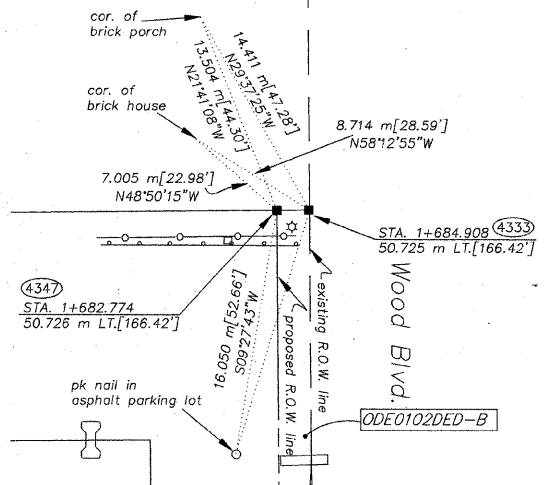 cor. of
brick porch
13.504 m[44.30']
N21°41'08"W
14.411 m[47.28']
N29°37'25"W
cor. of
brick house
8.714 m[28.59']
N58°12'55"W
7.005 m[22.98']
N48°50'15"W
STA. 1+684.908 4333
50.725 m LT.[166.42']
4347
STA. 1+682.774
50.726 m LT.[166.42']
16.050 m[52.66']
S09°27'43"W
proposed R.O.W. line
existing R.O.W. line
Wood Blvd.
pk nail in
asphalt parking lot
ODE0102DED-B